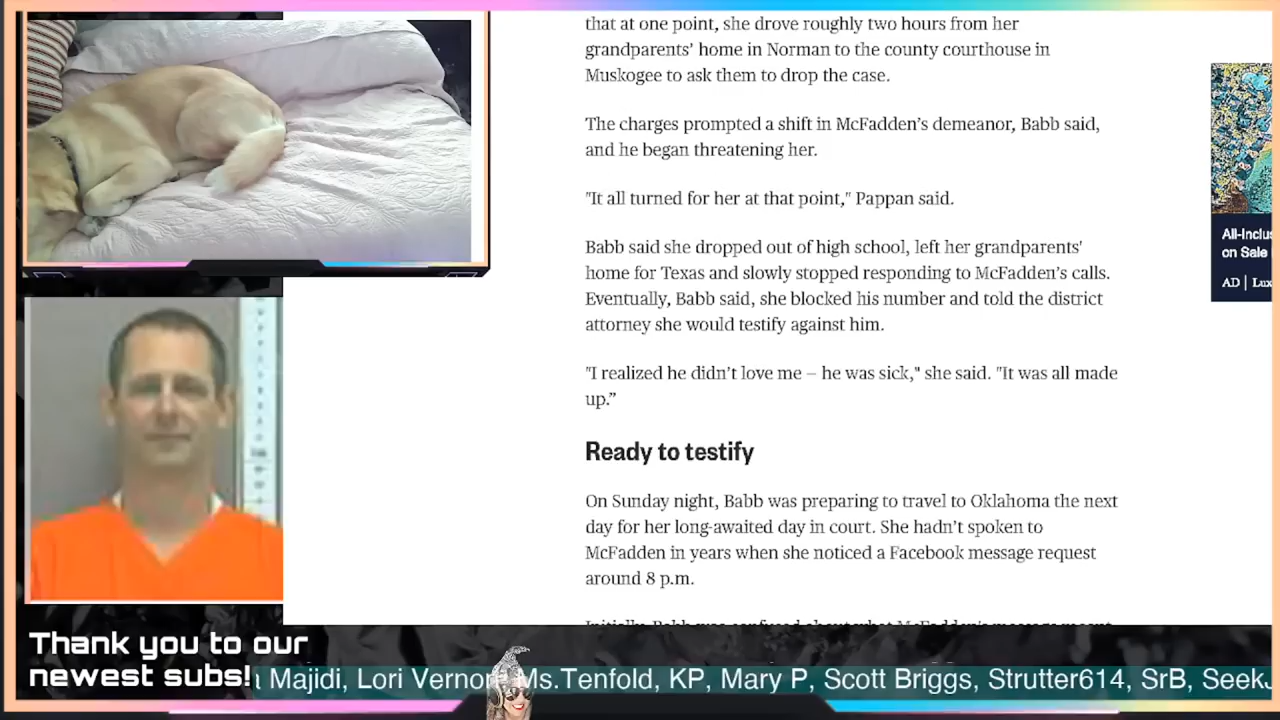 that at one point, she drove roughly two hours from her
grandparents’ home in Norman to the county courthouse in
Muskogee to ask them to drop the case.
The charges prompted a shift in McFadden’s demeanor, Babb said,
and he began threatening her.
"It all turned for her at that point," Pappan said.
Babb said she dropped out of high school, left her grandparents'
home for Texas and slowly stopped responding to McFadden’s calls.
Eventually, Babb said, she blocked his number and told the district
attorney she would testify against him.
"I realized he didn’t love me – he was sick," she said. "It was all made
up.”
Ready to testify
On Sunday night, Babb was preparing to travel to Oklahoma the next
day for her long-awaited day in court. She hadn’t spoken to
McFadden in years when she noticed a Facebook message request
around 8 p.m.
All-Inclus
on Sale
AD | Lux
Thank you to our
newest subs!
Majidi, Lori Vernon, Ms.Tenfold, KP, Mary P, Scott Briggs, Strutter614, SrB, SeekJ